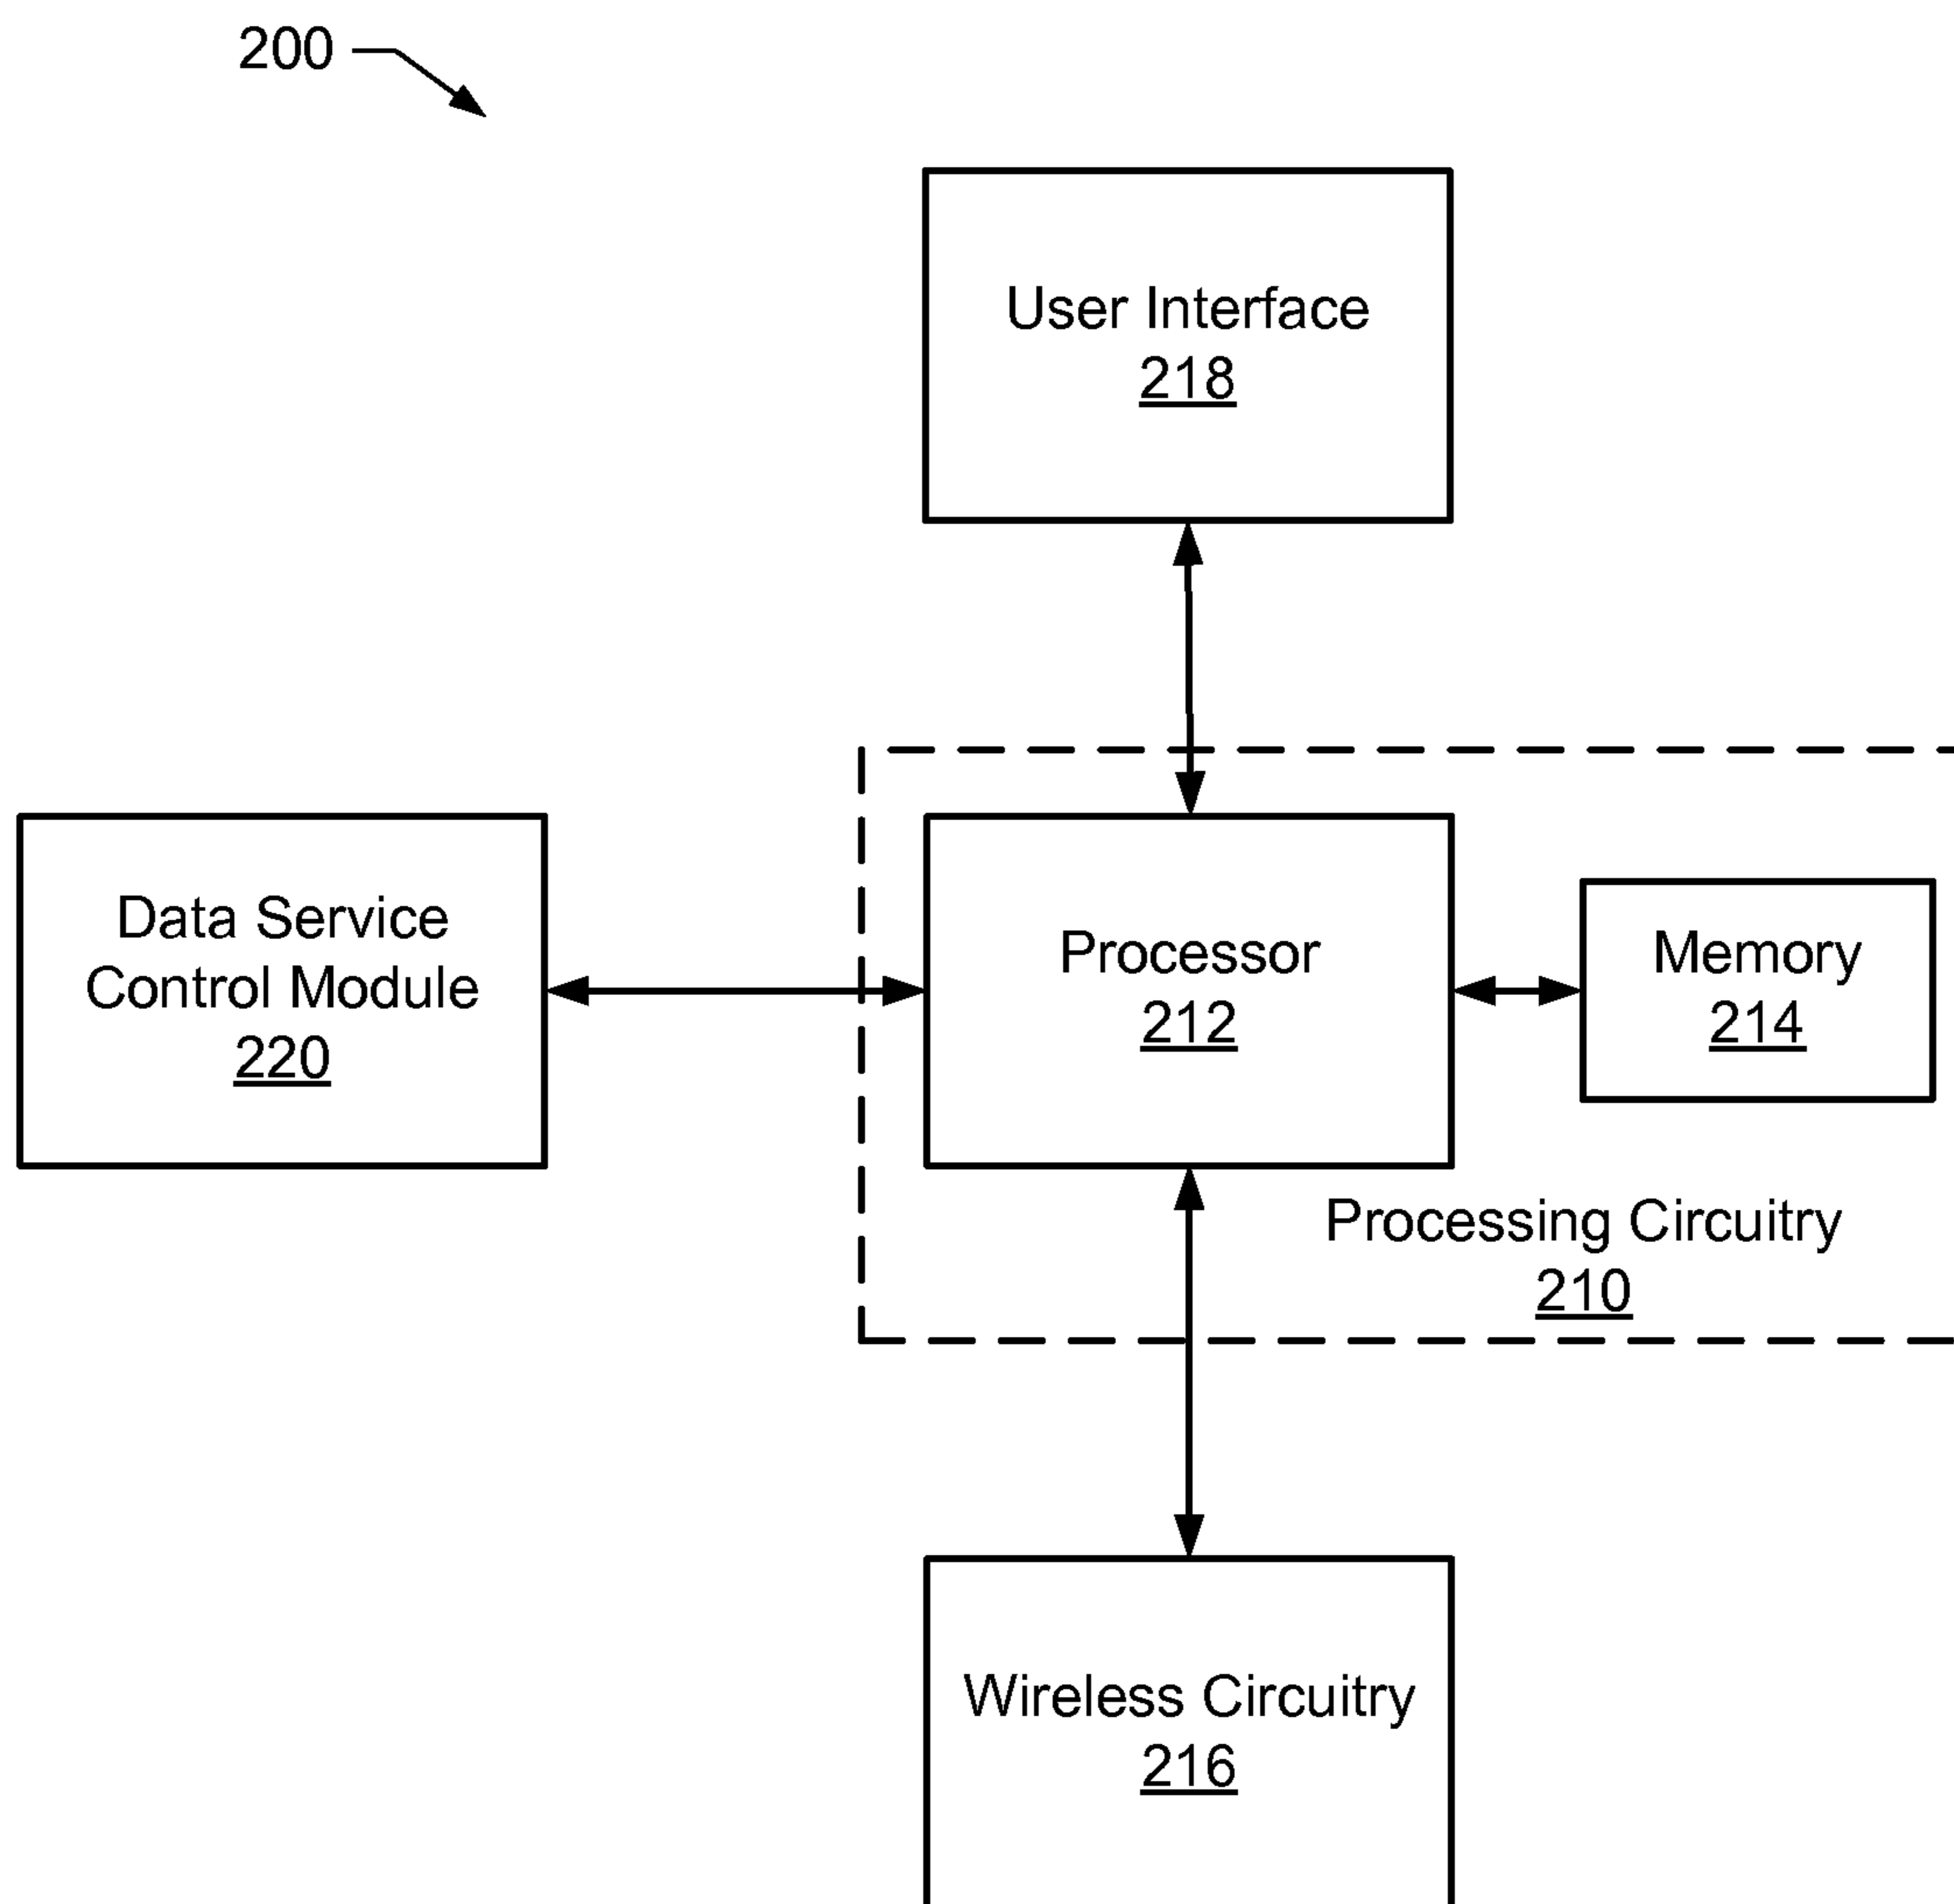 200
User Interface
218
Data Service
Control Module
220
Processor
212
Memory
214
Processing Circuitry
210
Wireless Circuitry
216